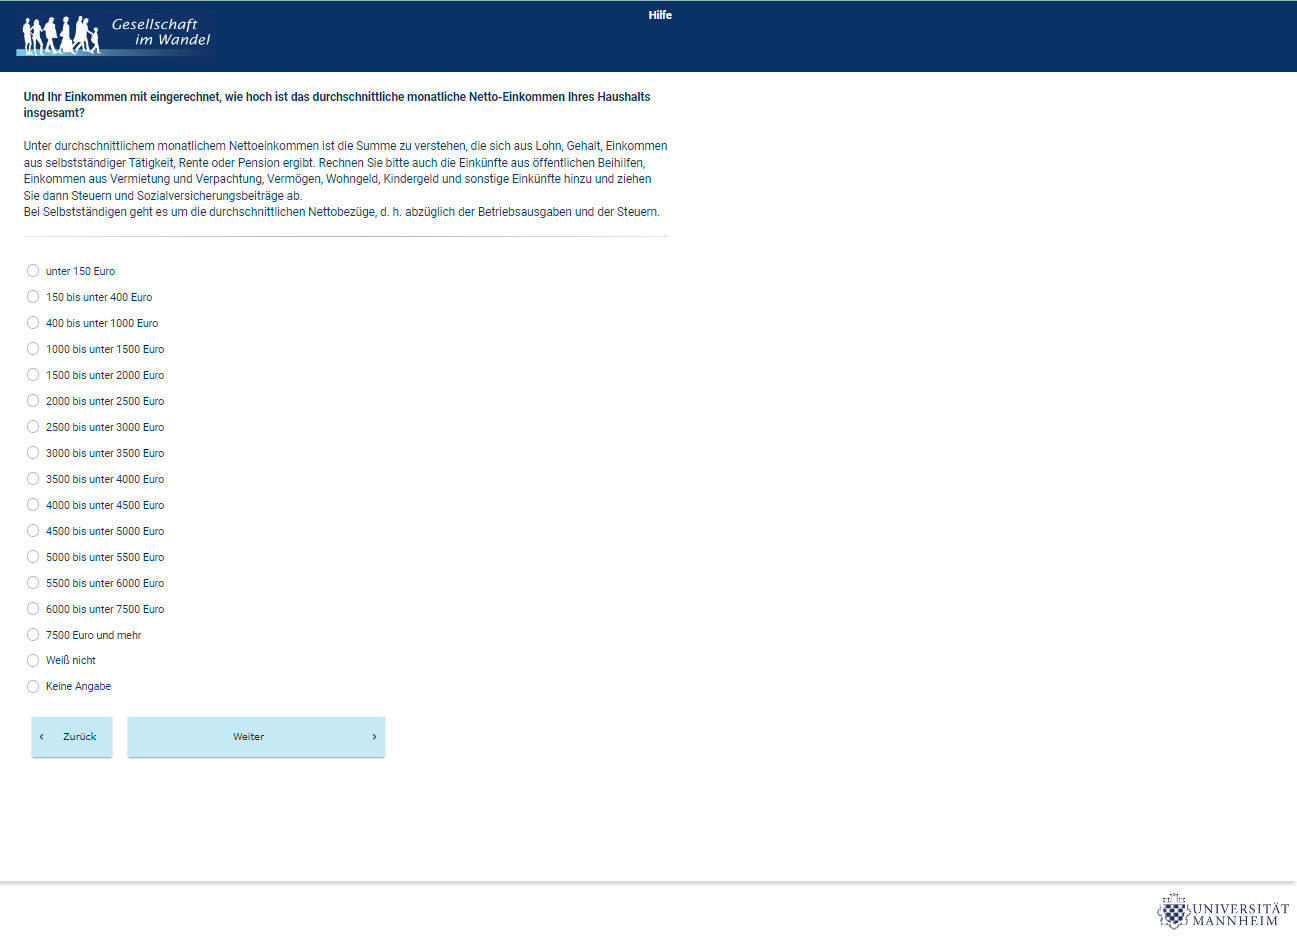 Gesellschaft
im Wandel
Hilfe
Und Ihr Einkommen mit eingerechnet, wie hoch ist das durchschnittliche monatliche Netto-Einkommen Ihres Haushalts
insgesamt?
Unter durchschnittlichem monatlichem Nettoeinkommen ist die Summe zu verstehen, die sich aus Lohn, Gehalt, Einkommen
aus selbstständiger Tätigkeit, Rente oder Pension ergibt. Rechnen Sie bitte auch die Einkünfte aus öffentlichen Beihilfen,
Einkommen aus Vermietung und Verpachtung, Vermögen, Wohngeld, Kindergeld und sonstige Einkünfte hinzu und ziehen
Sie dann Steuern und Sozialversicherungsbeiträge ab.
Bei Selbstständigen geht es um die durchschnittlichen Nettobezüge, d. h. abzüglich der Betriebsausgaben und der Steuern.
unter 150 Euro
150 bis unter 400 Euro
400 bis unter 1000 Euro
1000 bis unter 1500 Euro
1500 bis unter 2000 Euro
2000 bis unter 2500 Euro
2500 bis unter 3000 Euro
3000 bis unter 3500 Euro
3500 bis unter 4000 Euro
4000 bis unter 4500 Euro
4500 bis unter 5000 Euro
5000 bis unter 5500 Euro
5500 bis unter 6000 Euro
6000 bis unter 7500 Euro
7500 Euro und mehr
Weiß nicht
Keine Angabe
‹ Zurück
Weiter ›
UNIVERSITÄT
MANNHEIM